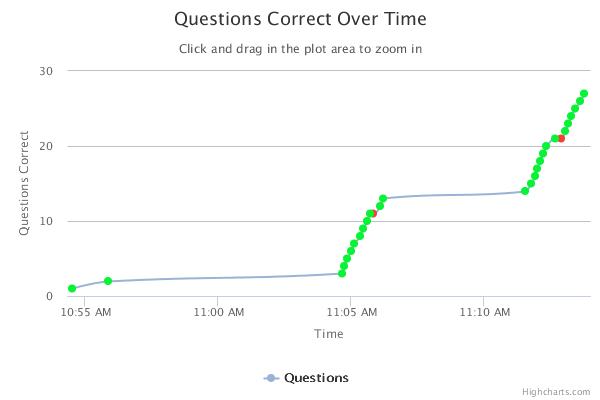 Questions Correct Over Time
Click and drag in the plot area to zoom in
30
20
10
0
Questions Correct
10:55 AM
11:00 AM
11:05 AM
11:10 AM
Time
Questions
Highcharts.com